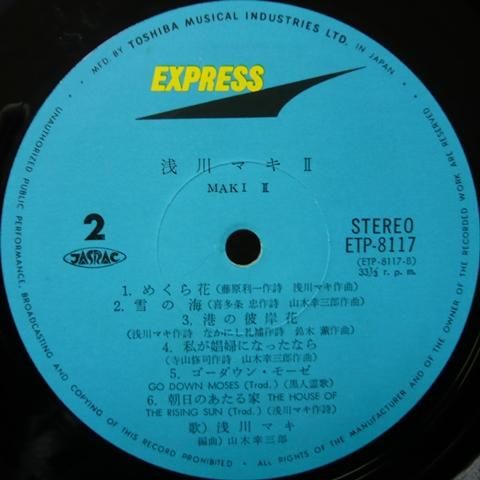 MFD. BY TOSHIBA MUSICAL INDUSTRIES LTD. IN JAPAN
EXPRESS
浅川マキⅡ
MAKI Ⅱ
2
JASRAC
STEREO
ETP-8117
(ETP-8117-B)
33⅓ r.p.m.
1. めくら花 (藤原利一作詩 浅川マキ作曲)
2. 雪の海 (喜多条 忠作詩 山木幸三郎作曲)
3. 港の彼岸花
(浅川マキ作詩 なかにし礼補作詩 鈴木 薫作曲)
4. 私が娼婦になったなら
(寺山修司作詩 山木幸三郎作曲)
5. ゴーダウン・モーゼ
GO DOWN MOSES (Trad.) (黒人霊歌)
6. 朝日のあたる家 THE HOUSE OF
THE RISING SUN (Trad.) (浅川マキ作詩)
歌) 浅川マキ
編曲) 山木幸三郎
UNAUTHORIZED PUBLIC PERFORMANCE, BROADCASTING AND COPYING OF THIS RECORD PROHIBITED • ALL RIGHTS OF THE MANUFACTURER AND OF THE OWNER OF THE RECORDED WORK ARE RESERVED